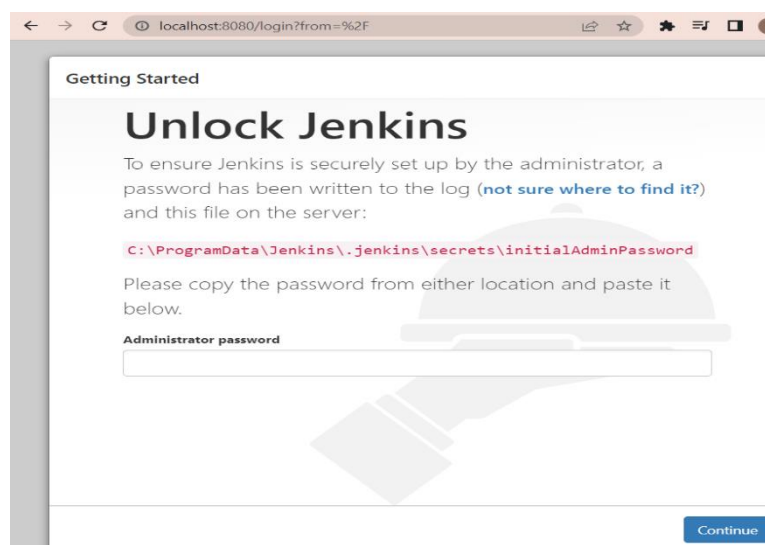 localhost:8080/login?from=%2F
Getting Started
Unlock Jenkins
To ensure Jenkins is securely set up by the administrator, a
password has been written to the log (not sure where to find it?)
and this file on the server:
C:\ProgramData\Jenkins\.jenkins\secrets\initialAdminPassword
Please copy the password from either location and paste it
below.
Administrator password
Continue